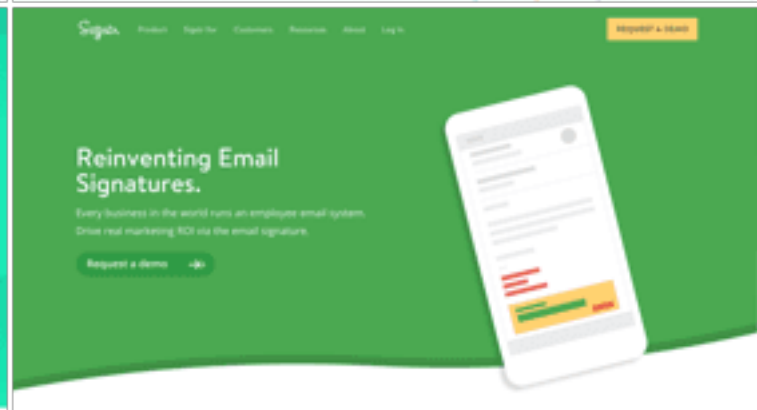 Product Sigstr for Customers Resources About Log In
REQUEST A DEMO
Reinventing Email
Signatures.
Every business in the world runs an employee email system.
Drive real marketing ROI via the email signature.
Request a demo